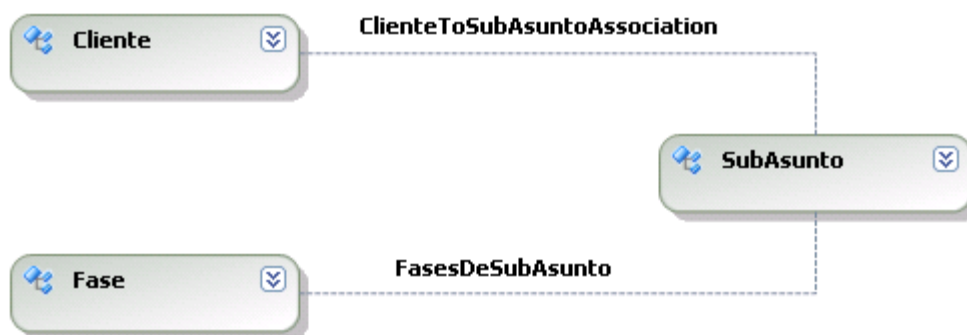 Cliente
ClienteToSubAsuntoAssociation
SubAsunto
Fase
FasesDeSubAsunto